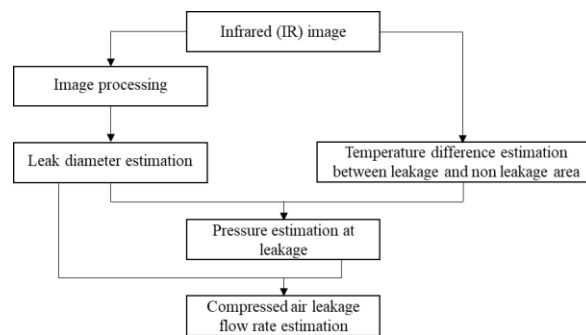 Infrared (IR) image
Image processing
Leak diameter estimation
Temperature difference estimation
between leakage and non leakage area
Pressure estimation at
leakage
Compressed air leakage
flow rate estimation